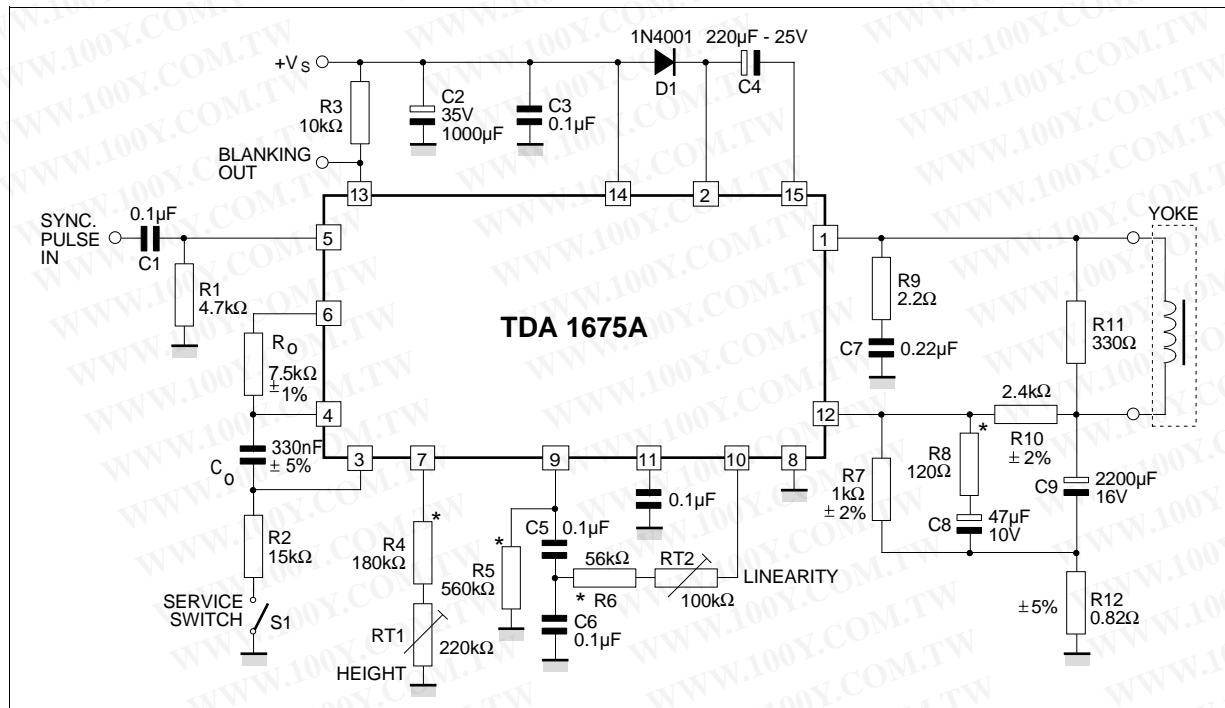 1N4001
220µF - 25V
+VS
D1
C4
R3
10kΩ
C2
35V
1000µF
C3
0.1µF
BLANKING
OUT
13
14
2
15
SYNC.
PULSE
IN
0.1µF
C1
5
1
YOKE
R1
4.7kΩ
R9
2.2Ω
6
TDA 1675A
R11
330Ω
Ro
7.5kΩ
±1%
C7
0.22µF
4
12
2.4kΩ
R10
±2%
330nF
±5%
Co
3
7
9
11
10
8
R7
1kΩ
±2%
*
R8
120Ω
C9
2200µF
16V
0.1µF
R2
15kΩ
*
R4
180kΩ
*
R5
560kΩ
C5
0.1µF
56kΩ
*
R6
RT2
100kΩ
LINEARITY
C8
47µF
10V
SERVICE
SWITCH
S1
RT1
220kΩ
HEIGHT
C6
0.1µF
±5%
R12
0.82Ω
WWW.100Y.COM.TW